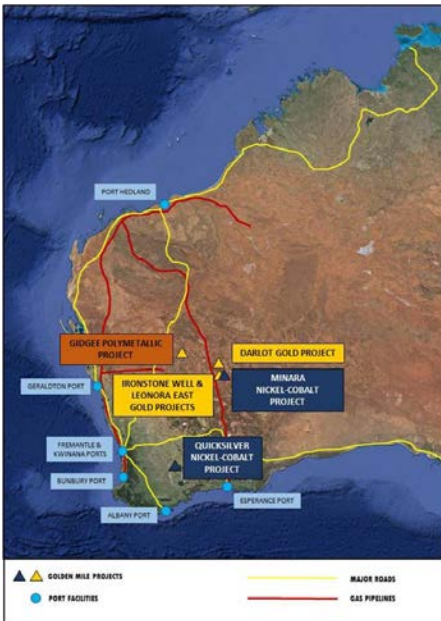 PORT HEDLAND
GIDGEE POLYMETALLIC
PROJECT
DARLOT GOLD PROJECT
GERALDTON PORT
IRONSTONE WELL &
LEONORA EAST
GOLD PROJECTS
MINARA
NICKEL-COBALT
PROJECT
FREMANTLE &
KWINANA PORTS
QUICKSILVER
NICKEL-COBALT
PROJECT
BUNBURY PORT
ESPERANCE PORT
ALBANY PORT
GOLDEN MILE PROJECTS
MAJOR ROADS
PORT FACILITIES
GAS PIPELINES